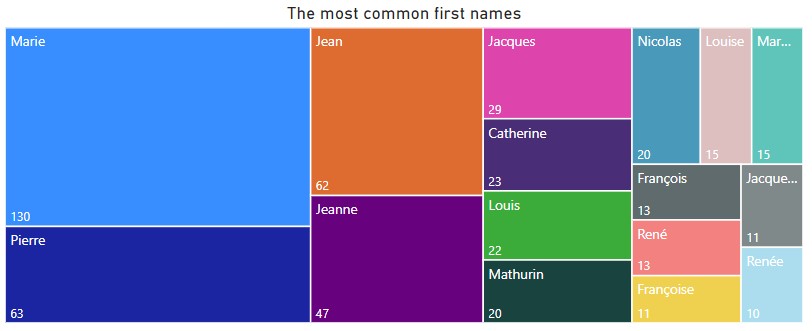 The most common first names
Marie
130
Pierre
63
Jean
62
Jeanne
47
Jacques
29
Catherine
23
Louis
22
Mathurin
20
Nicolas
20
Louise
15
Mar...
15
François
13
René
13
Françoise
11
Jacque...
11
Renée
10